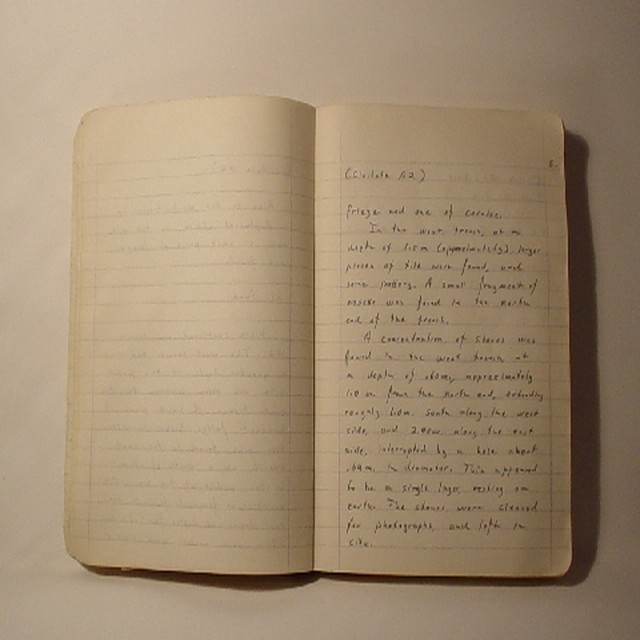 5.
(Civitate A2)
frieze and one of cornice.
In the west trench, at a
depth of 1.15m (approximately), larger
pieces of tile were found, and
some pottery. A small fragment of
mosaic was found in the north
end of the trench.
A concentration of stones was
found in the west trench at
a depth of .60m, approximately
1.10 m from the north end, extending
roughly 1.0m. south along the west
side, and 2.00m. along the east
side, interrupted by a hole about
.69m. in diameter. This appeared
to be a single layer, resting on
earth. The stones were cleaned
for photographs, and left in
situ.